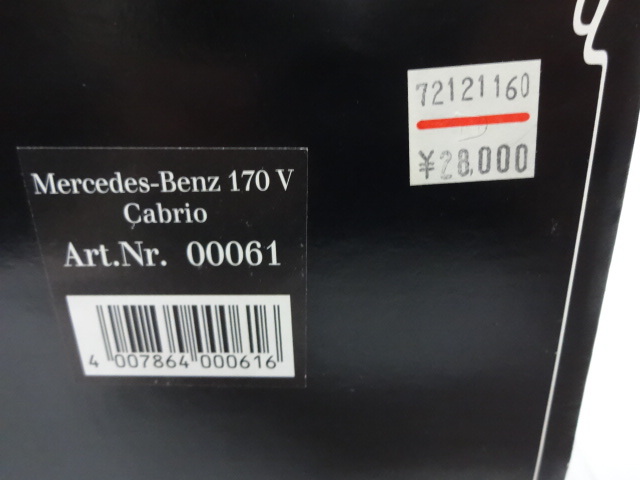 72121160
¥28,000
Mercedes-Benz 170 V
Cabrio
Art.Nr. 00061
4 007864 000616